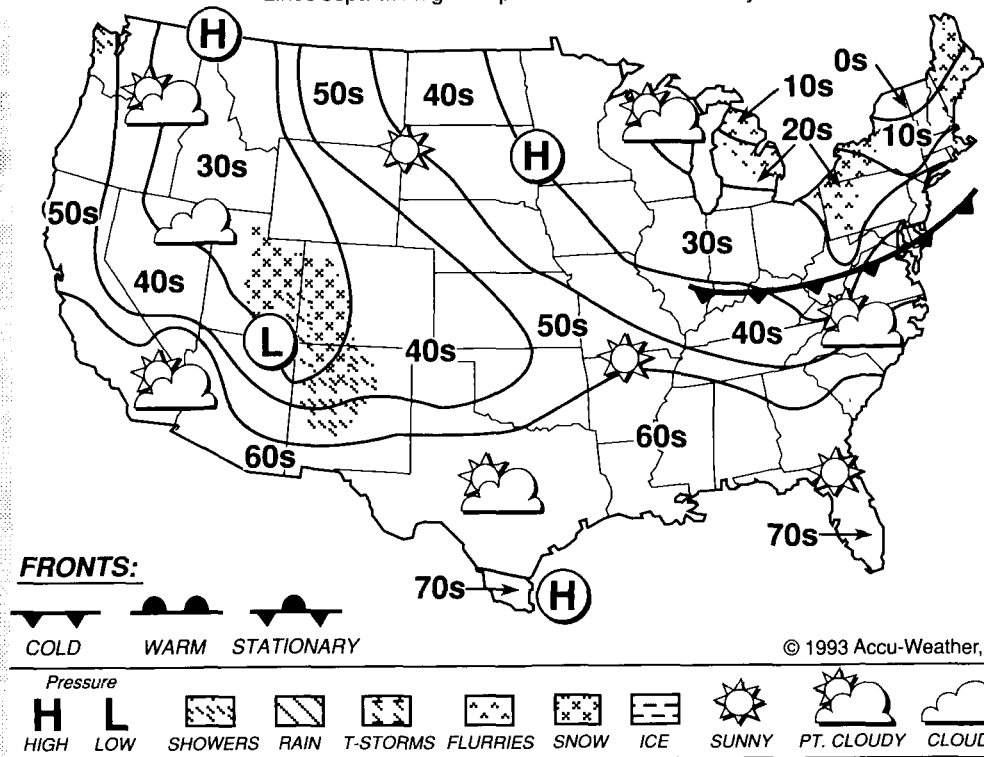 H
50s
40s
0s
10s
20s
10s
H
30s
50s
30s
40s
L
40s
50s
40s
60s
60s
70s
70s
H
FRONTS:
COLD WARM STATIONARY
© 1993 Accu-Weather,
Pressure
H L
HIGH LOW SHOWERS RAIN T-STORMS FLURRIES SNOW ICE SUNNY PT. CLOUDY CLOUD